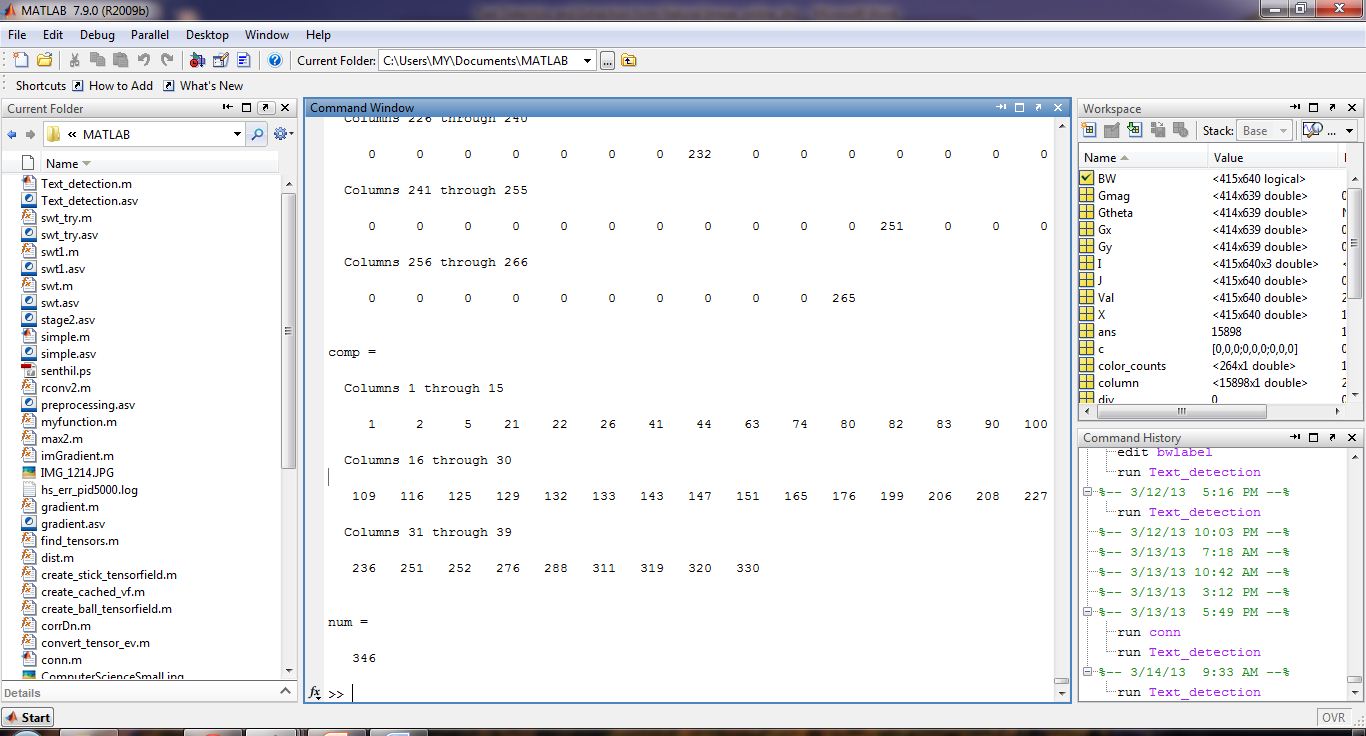 MATLAB 7.9.0 (R2009b)
File Edit Debug Parallel Desktop Window Help
Current Folder: C:\Users\MY\Documents\MATLAB ...
Shortcuts How to Add What's New
Current Folder
« MATLAB
Name
Text_detection.m
Text_detection.asv
swt_try.m
swt_try.asv
swt1.m
swt1.asv
swt.m
swt.asv
stage2.asv
simple.m
simple.asv
senthil.ps
rconv2.m
preprocessing.asv
myfunction.m
max2.m
imGradient.m
IMG_1214.JPG
hs_err_pid5000.log
gradient.m
gradient.asv
find_tensors.m
dist.m
create_stick_tensorfield.m
create_cached_vf.m
create_ball_tensorfield.m
corrDn.m
convert_tensor_ev.m
conn.m
ComputerScienceSmall.jpg
Details
Command Window
Columns 226 through 240
0 0 0 0 0 0 0 232 0 0 0 0 0 0 0
Columns 241 through 255
0 0 0 0 0 0 0 0 0 0 0 251 0 0 0
Columns 256 through 266
0 0 0 0 0 0 0 0 0 0 265
comp =
Columns 1 through 15
1 2 5 21 22 26 41 44 63 74 80 82 83 90 100
Columns 16 through 30
109 116 125 129 132 133 143 147 151 165 176 199 206 208 227
Columns 31 through 39
236 251 252 276 288 311 319 320 330
num =
346
fx >>
Workspace
Stack: Base ...
Name Value
BW <415x640 logical>
Gmag <414x639 double> 0
Gtheta <414x639 double>
Gx <414x639 double> 0
Gy <414x639 double> 0
I <415x640x3 double>
J <415x640 double> 0
Val <415x640 double> 2
X <415x640 double> 1
ans 15898 1
c [0,0,0;0,0,0;0,0,0] 0
color_counts <264x1 double> 1
column <15898x1 double> 2
div 0 0
Command History
edit bwlabel
run Text_detection
%-- 3/12/13 5:16 PM --%
run Text_detection
%-- 3/12/13 10:03 PM --%
%-- 3/13/13 7:18 AM --%
%-- 3/13/13 10:42 AM --%
%-- 3/13/13 3:12 PM --%
%-- 3/13/13 5:49 PM --%
run conn
run Text_detection
%-- 3/14/13 9:33 AM --%
run Text_detection
Start
OVR